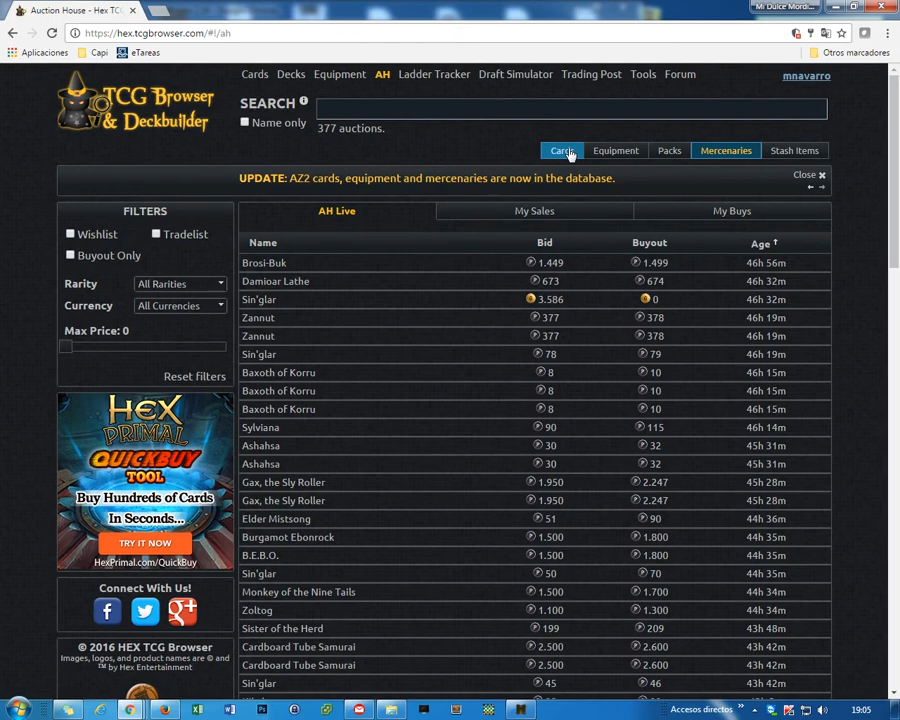 Auction House - Hex TC
Mi Dulce Mordi...
https://hex.tcgbrowser.com/#!/ah
Aplicaciones
Capi
eTareas
Otros marcadores
TCG Browser
& Deckbuilder
Cards
Decks
Equipment
AH
Ladder Tracker
Draft Simulator
Trading Post
Tools
Forum
mnavarro
SEARCH
Name only
377 auctions.
Cards
Equipment
Packs
Mercenaries
Stash Items
UPDATE: AZ2 cards, equipment and mercenaries are now in the database.
Close
FILTERS
Wishlist
Tradelist
Buyout Only
Rarity
All Rarities
Currency
All Currencies
Max Price: 0
Reset filters
HEX
PRIMAL
QUICKBUY
TOOL
Buy Hundreds of Cards
In Seconds...
TRY IT NOW
HexPrimal.com/QuickBuy
Connect With Us!
© 2016 HEX TCG Browser
Images, logos, and product names are © and
™ by Hex Entertainment
AH Live
My Sales
My Buys
Name Bid Buyout Age
Brosi-Buk 1.449 1.499 46h 56m
Damioar Lathe 673 674 46h 32m
Sin'glar 3.586 0 46h 32m
Zannut 377 378 46h 19m
Zannut 377 378 46h 19m
Sin'glar 78 79 46h 19m
Baxoth of Korru 8 10 46h 15m
Baxoth of Korru 8 10 46h 15m
Baxoth of Korru 8 10 46h 15m
Sylviana 90 115 46h 14m
Ashahsa 30 32 45h 31m
Ashahsa 30 32 45h 31m
Gax, the Sly Roller 1.950 2.247 45h 28m
Gax, the Sly Roller 1.950 2.247 45h 28m
Elder Mistsong 51 90 44h 36m
Burgamot Ebonrock 1.500 1.800 44h 35m
B.E.B.O. 1.500 1.800 44h 35m
Sin'glar 50 70 44h 35m
Monkey of the Nine Tails 1.500 1.700 44h 34m
Zoltog 1.100 1.300 44h 34m
Sister of the Herd 199 209 43h 48m
Cardboard Tube Samurai 2.500 2.600 43h 42m
Cardboard Tube Samurai 2.500 2.600 43h 42m
Sin'glar 45 46 43h 42m
Accesos directos
19:05